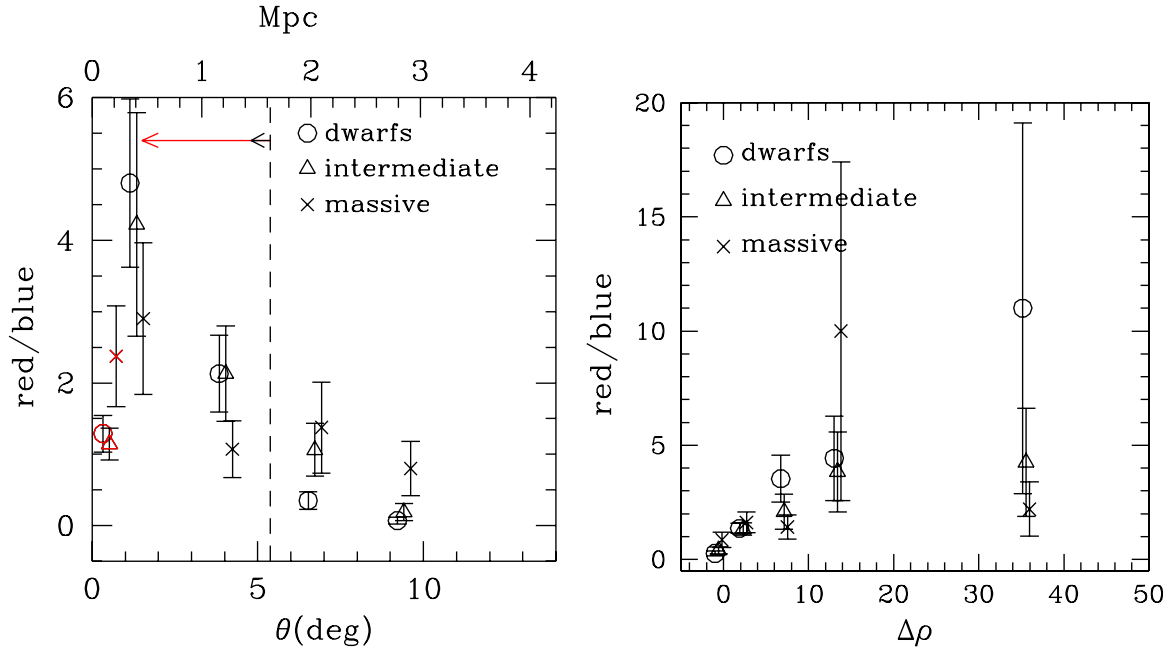 Mpc
0 1 2 3 4
6
4
2
0
red/blue
dwarfs
intermediate
massive
0 5 10
θ(deg)
20
15
10
5
0
red/blue
dwarfs
intermediate
massive
0 10 20 30 40 50
Δρ